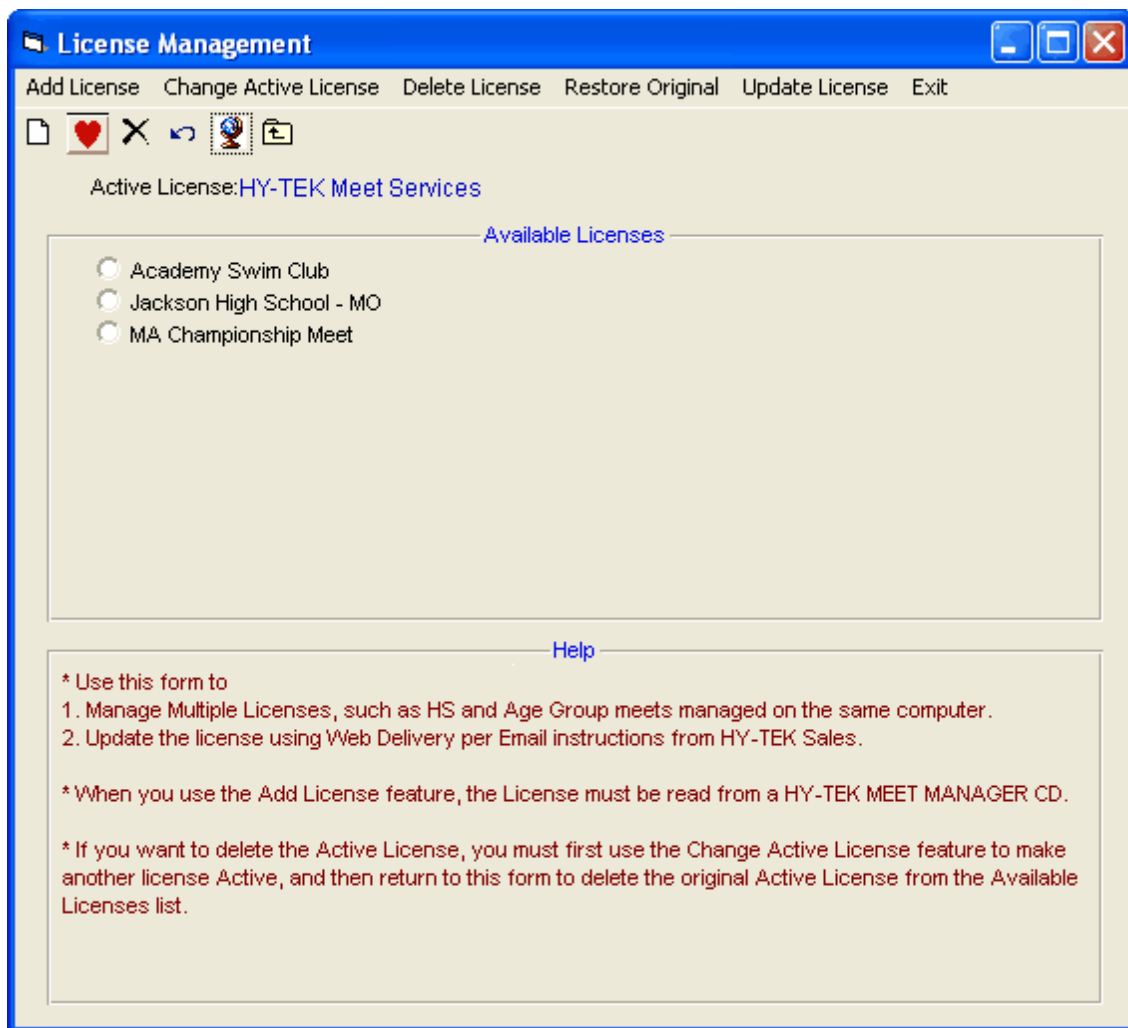 License Management
Add License Change Active License Delete License Restore Original Update License Exit
Active License:HY-TEK Meet Services
Available Licenses
Academy Swim Club
Jackson High School - MO
MA Championship Meet
Help
* Use this form to
1. Manage Multiple Licenses, such as HS and Age Group meets managed on the same computer.
2. Update the license using Web Delivery per Email instructions from HY-TEK Sales.
* When you use the Add License feature, the License must be read from a HY-TEK MEET MANAGER CD.
* If you want to delete the Active License, you must first use the Change Active License feature to make
another license Active, and then return to this form to delete the original Active License from the Available
Licenses list.